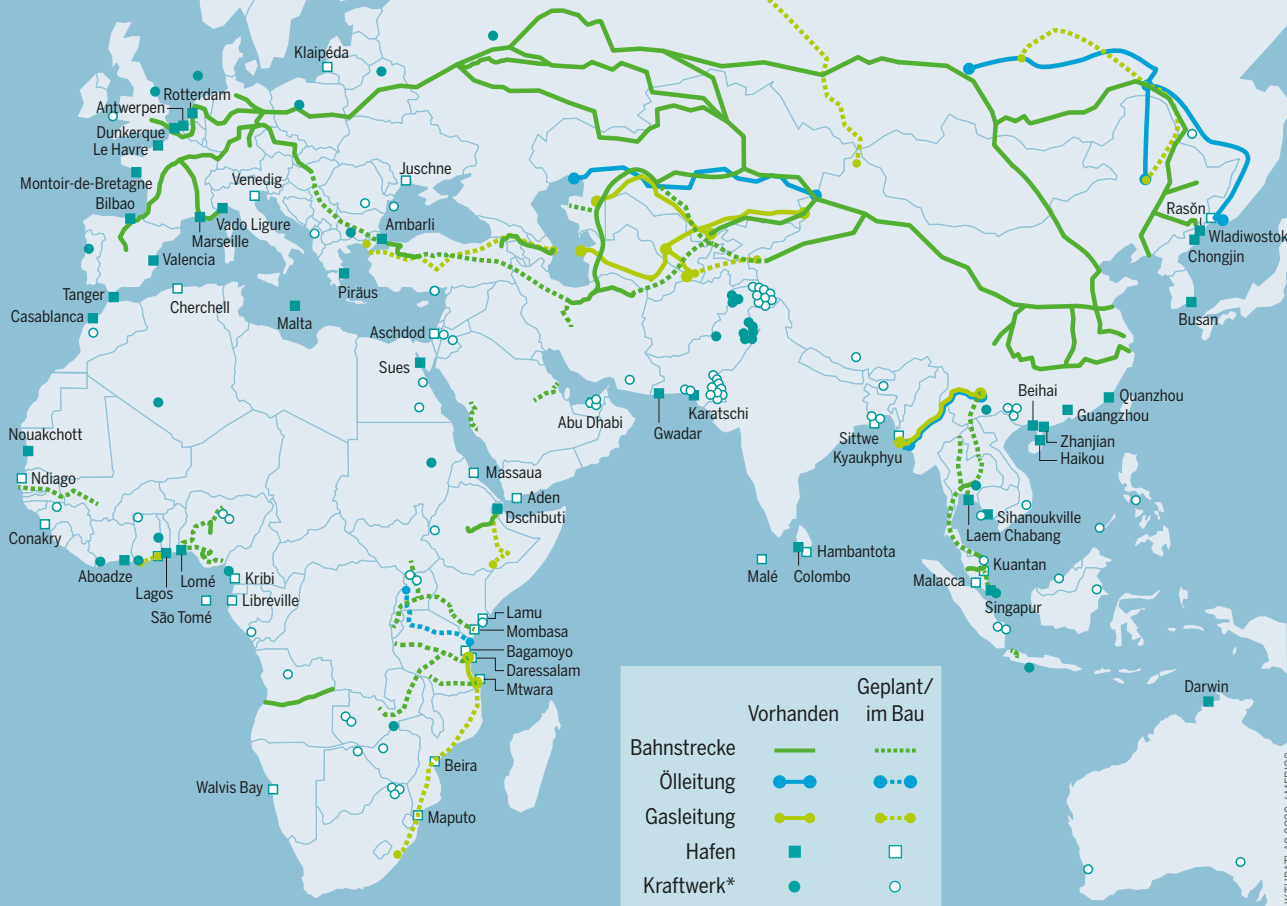 Klaipéda
Rotterdam
Antwerpen
Dunkerque
Le Havre
Montoir-de-Bretagne
Bilbao
Venedig
Juschne
Vado Ligure
Marseille
Ambarli
Valencia
Piräus
Tanger
Casablanca
Cherchell
Malta
Aschdod
Sues
Abu Dhabi
Gwadar
Karatschi
Rasŏn
Wladiwostok
Chongjin
Busan
Beihai
Quanzhou
Guangzhou
Zhanjian
Haikou
Sittwe
Kyaukphyu
Nouakchott
Ndiago
Conakry
Massaua
Aden
Dschibuti
Aboadze
Lagos
Lomé
São Tomé
Kribi
Libreville
Malé
Colombo
Hambantota
Sihanoukville
Laem Chabang
Kuantan
Malacca
Singapur
Lamu
Mombasa
Bagamoyo
Daressalam
Mtwara
Beira
Walvis Bay
Maputo
Darwin
Vorhanden
Geplant/
im Bau
Bahnstrecke
Ölleitung
Gasleitung
Hafen
Kraftwerk*